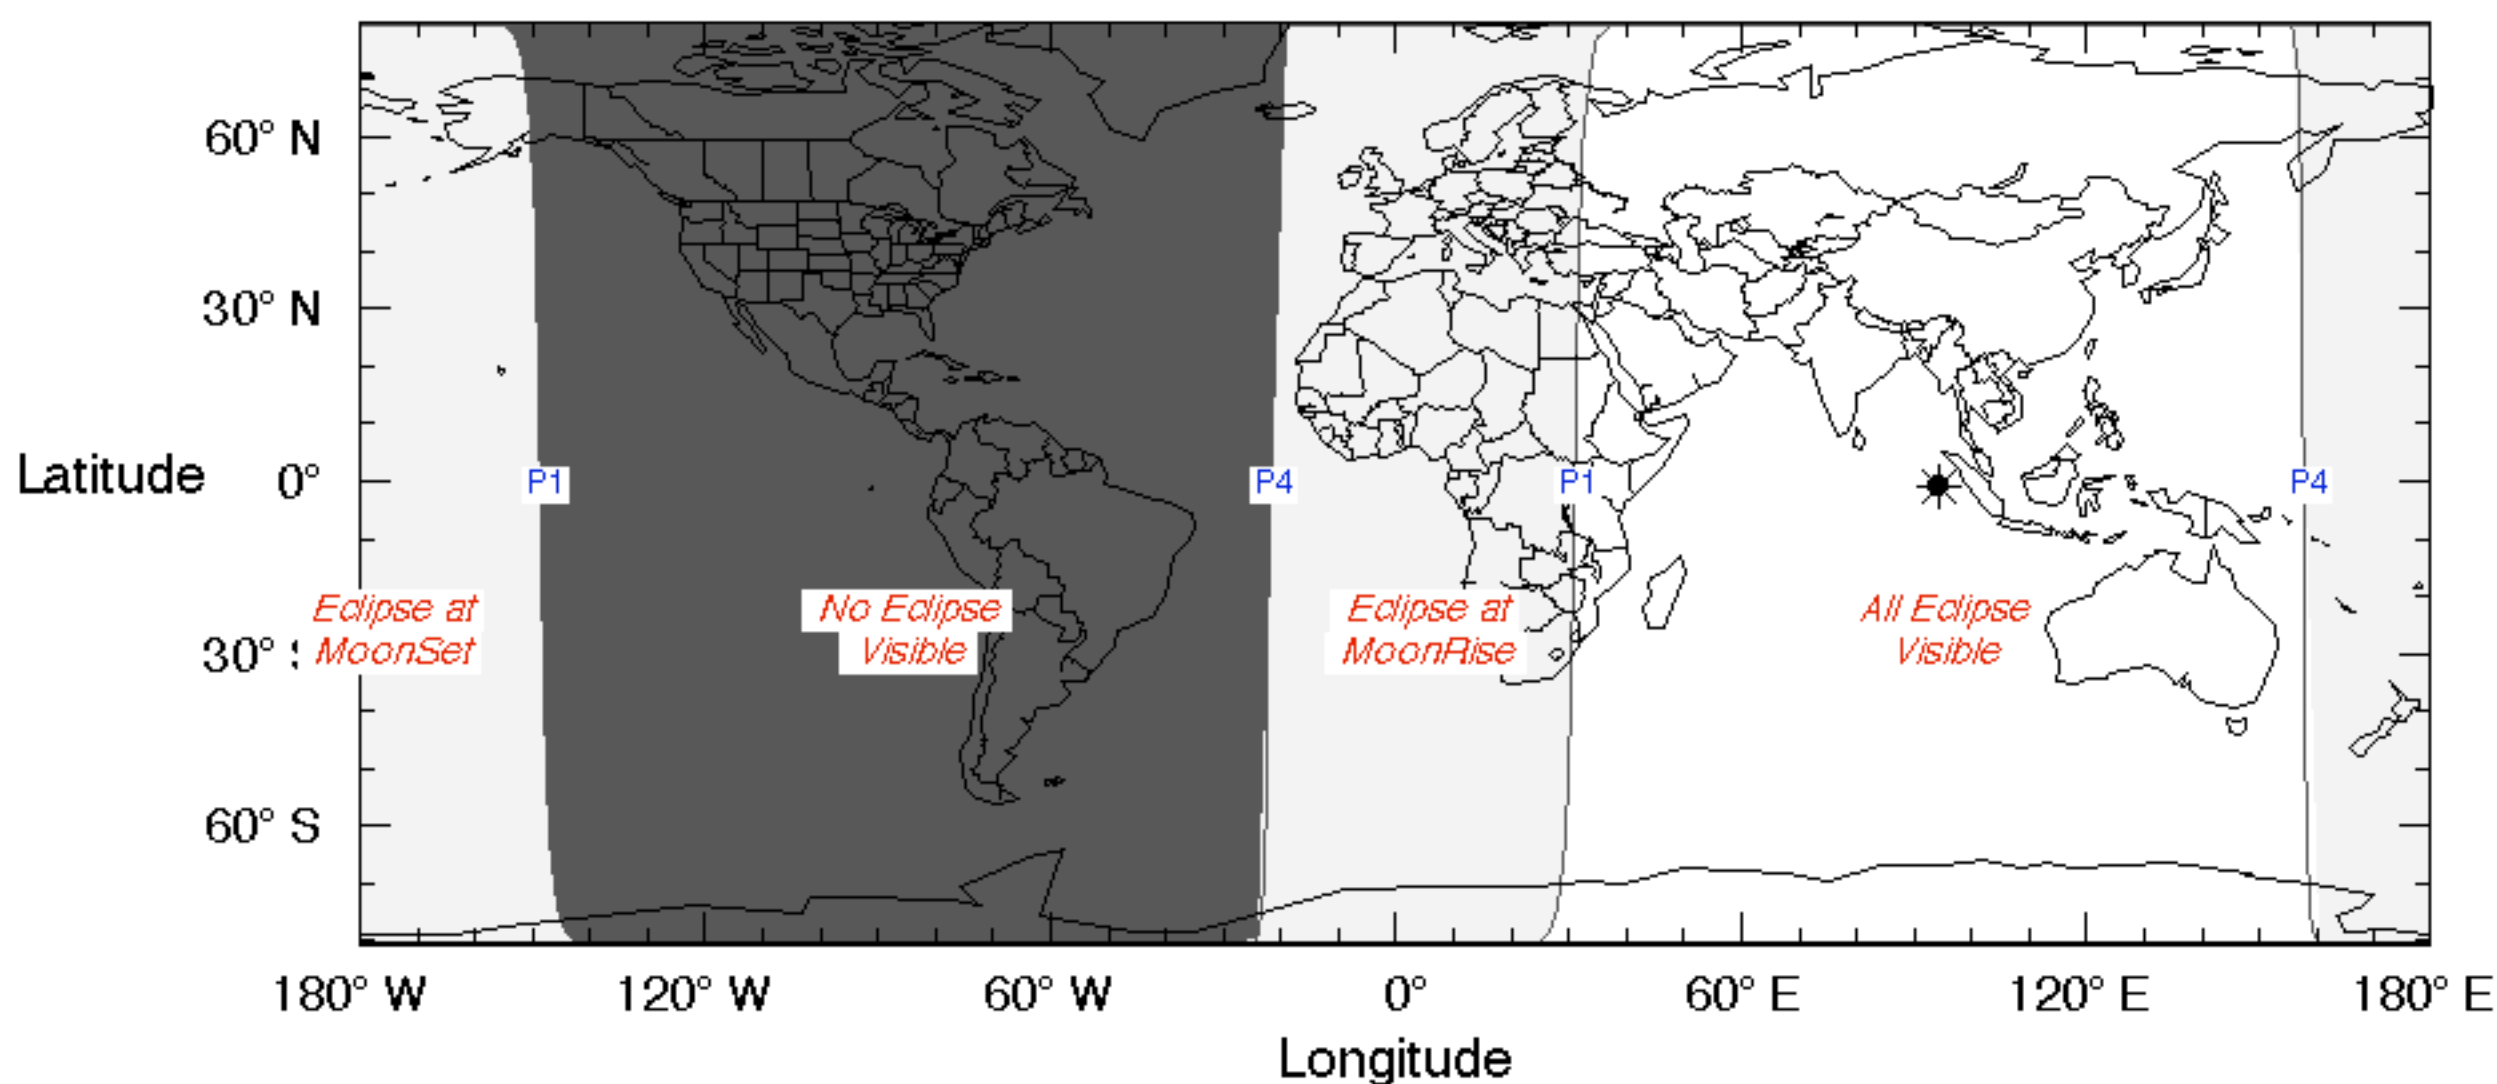 60° N
30° N
Latitude 0°
P1 P4 P1 P4
Eclipse at No Eclipse Eclipse at All Eclipse
30° MoonSet Visible MoonRise Visible
60° S
180° W 120° W 60° W 0° 60° E 120° E 180° E
Longitude